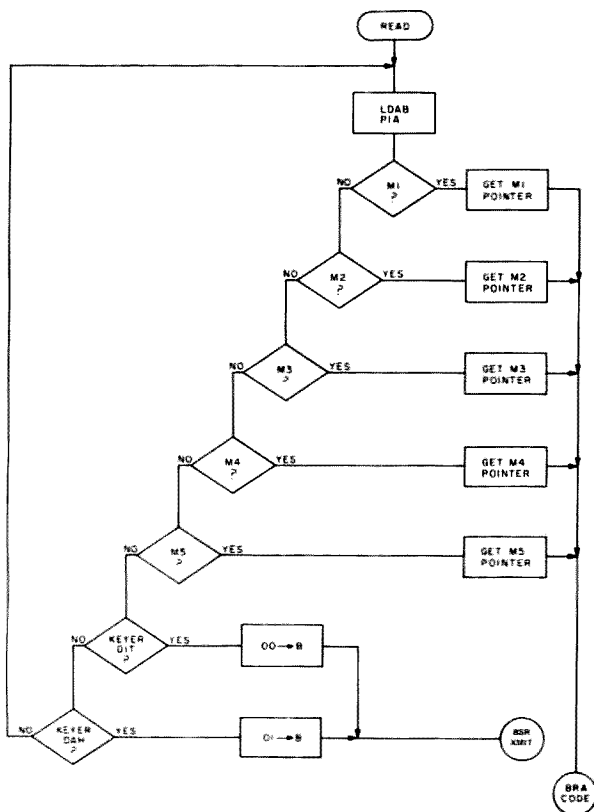 READ
LDAB
PIA
NO
M1
?
YES
GET M1
POINTER
NO
M2
?
YES
GET M2
POINTER
NO
M3
?
YES
GET M3
POINTER
NO
M4
?
YES
GET M4
POINTER
NO
M5
?
YES
GET M5
POINTER
NO
KEYER
DIT
?
YES
00→B
NO
KEYER
DAH
?
YES
01→B
BSR
XMIT
BRA
CODE